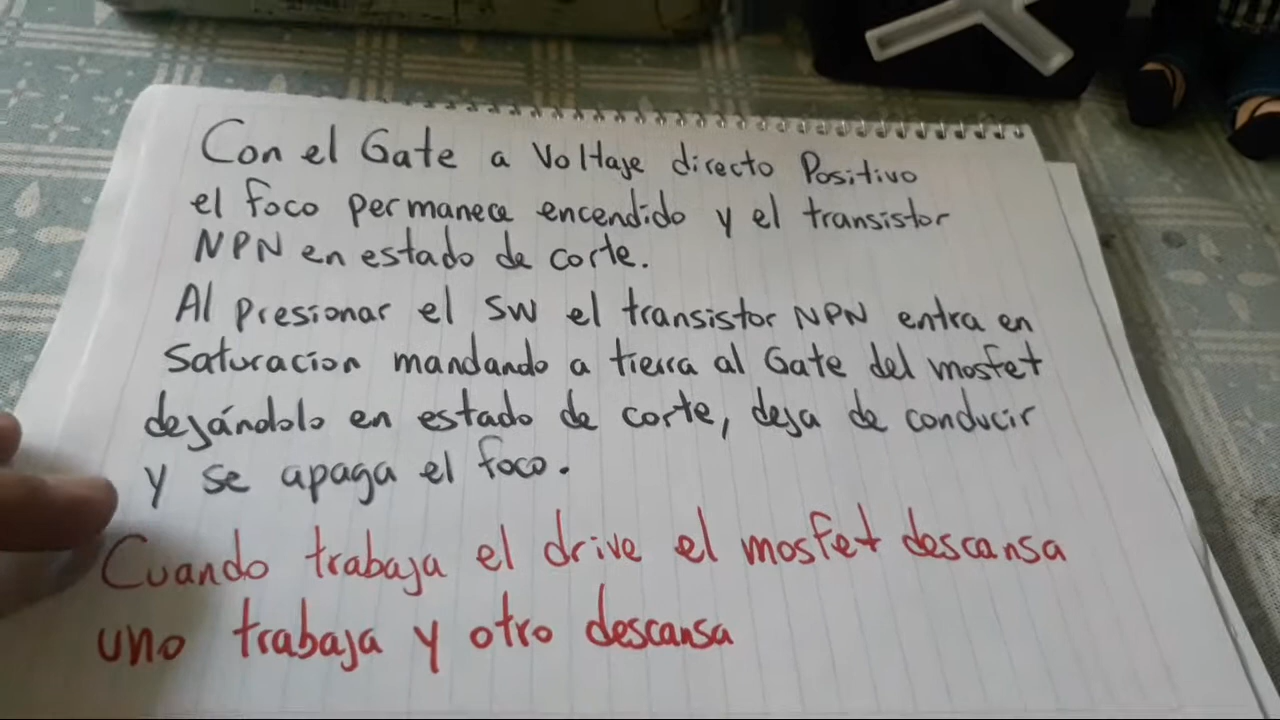 Con el Gate a Voltaje directo Positivo
el foco permanece encendido y el transistor
NPN en estado de corte.
Al presionar el SW el transistor NPN entra en
saturacion mandando a tierra al Gate del mosfet
dejándolo en estado de corte, deja de conducir
y se apaga el foco.
Cuando trabaja el drive el mosfet descansa
uno trabaja y otro descansa